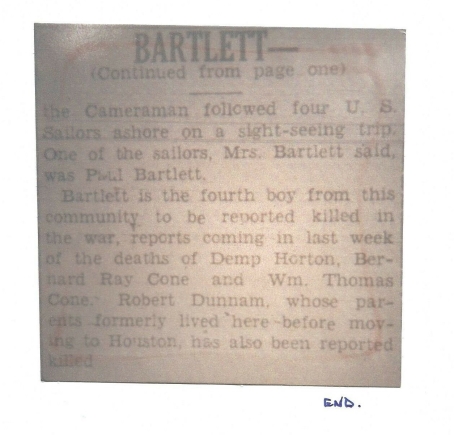 BARTLETT—
(Continued from page one)
the Cameraman followed four U. S.
Sailors ashore on a sight-seeing trip.
One of the sailors, Mrs. Bartlett said,
was Paul Bartlett.
Bartlett is the fourth boy from this
community to be reported killed in
the war, reports coming in last week
of the deaths of Demp Horton, Ber-
nard Ray Cone and Wm. Thomas
Cone. Robert Dunnam, whose par-
ents formerly lived here before mov-
ing to Houston, has also been reported
killed
END.